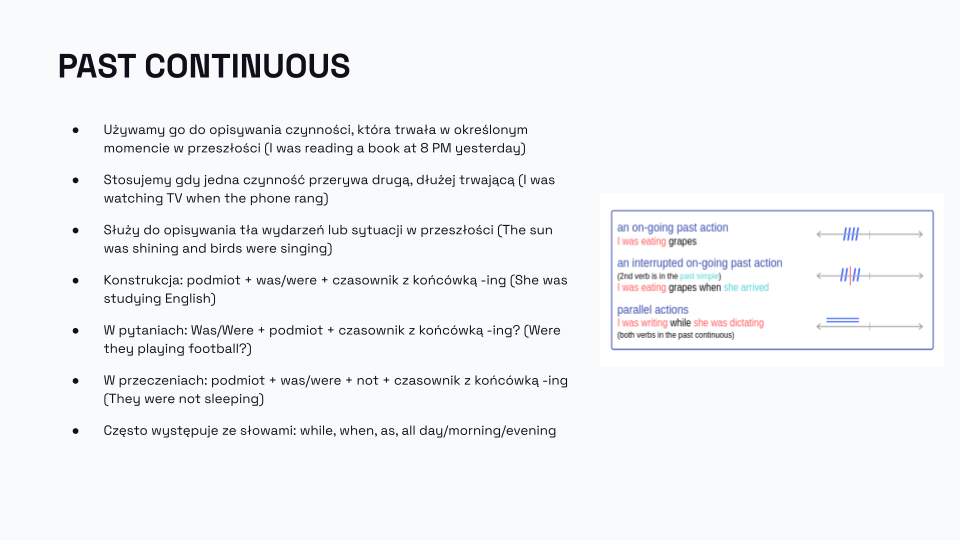 PAST CONTINUOUS
● Używamy go do opisywania czynności, która trwała w określonym
momencie w przeszłości (I was reading a book at 8 PM yesterday)
● Stosujemy gdy jedna czynność przerywa drugą, dłużej trwającą (I was
watching TV when the phone rang)
● Służy do opisywania tła wydarzeń lub sytuacji w przeszłości (The sun
was shining and birds were singing)
● Konstrukcja: podmiot + was/were + czasownik z końcówką -ing (She was
studying English)
● W pytaniach: Was/Were + podmiot + czasownik z końcówką -ing? (Were
they playing football?)
● W przeczeniach: podmiot + was/were + not + czasownik z końcówką -ing
(They were not sleeping)
● Często występuje ze słowami: while, when, as, all day/morning/evening
an on-going past action
I was eating grapes
an interrupted on-going past action
(2nd verb is in the past simple)
I was eating grapes when she arrived
parallel actions
I was writing while she was dictating
(both verbs in the past continuous)